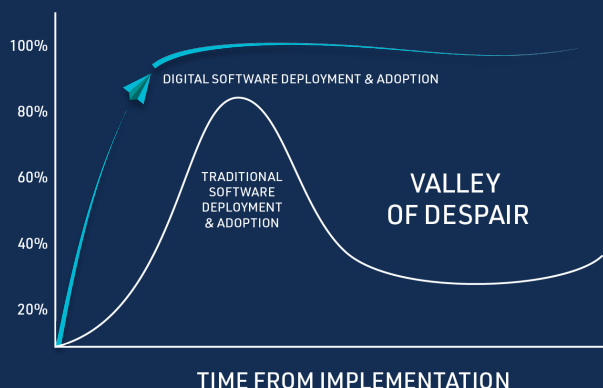 100%
DIGITAL SOFTWARE DEPLOYMENT & ADOPTION
80%
60%
TRADITIONAL
SOFTWARE
DEPLOYMENT
& ADOPTION
VALLEY
OF DESPAIR
40%
20%
TIME FROM IMPLEMENTATION